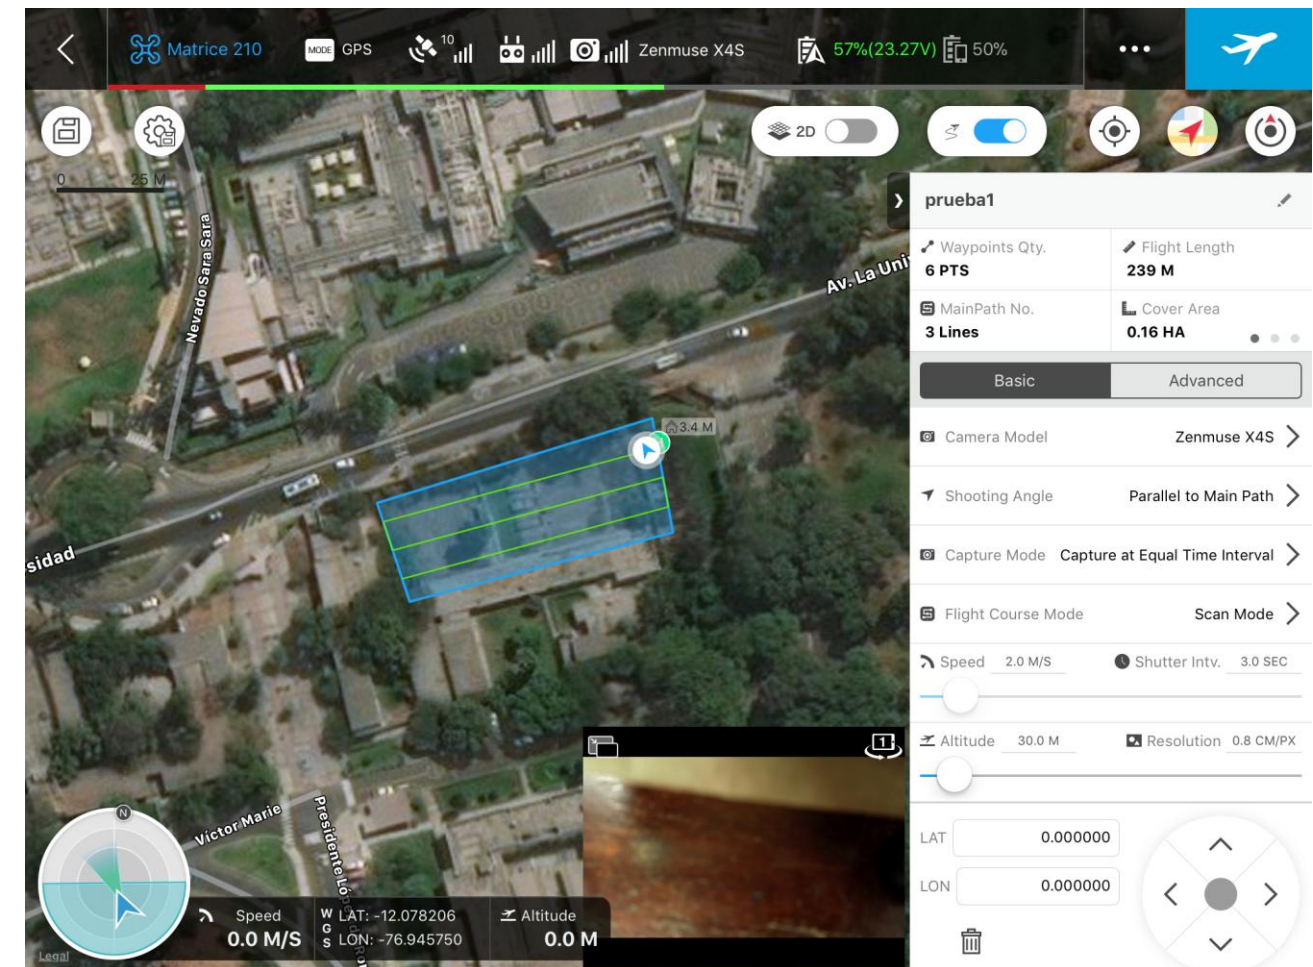 Matrice 210
MODE GPS
10
Zenmuse X4S
57%(23.27V)
50%
2D
0 25 M
Nevado Sara Sara
Av. La Uni
3.4 M
sidad
Víctor Marie
Presidente Lópe
N
Legal
Speed
0.0 M/S
WGS
LAT: -12.078206
LON: -76.945750
Altitude
0.0 M
1
prueba1
Waypoints Qty.
6 PTS
Flight Length
239 M
MainPath No.
3 Lines
Cover Area
0.16 HA
Basic
Advanced
Camera Model Zenmuse X4S
Shooting Angle Parallel to Main Path
Capture Mode Capture at Equal Time Interval
Flight Course Mode Scan Mode
Speed 2.0 M/S
Shutter Intv. 3.0 SEC
Altitude 30.0 M
Resolution 0.8 CM/PX
LAT 0.000000
LON 0.000000